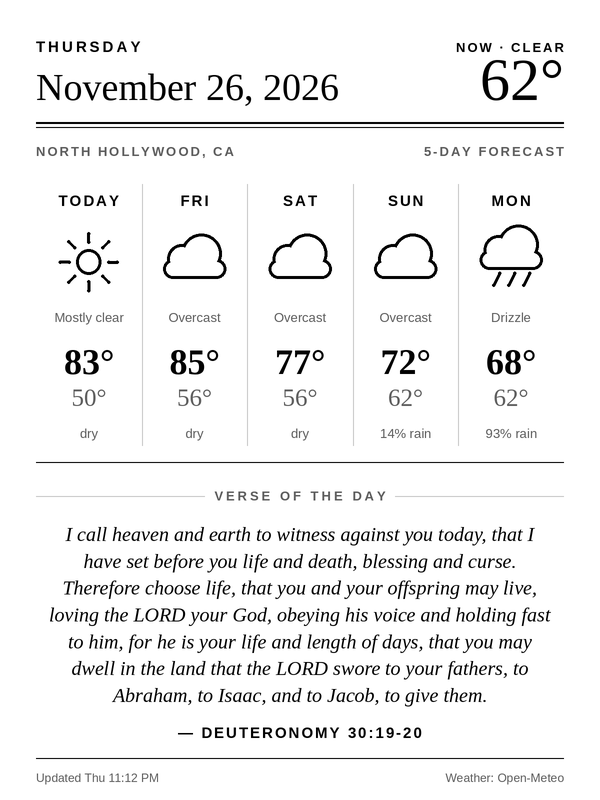 THURSDAY
NOW · CLEAR
November 26, 2026
62°
NORTH HOLLYWOOD, CA
5-DAY FORECAST
TODAY FRI SAT SUN MON
Mostly clear Overcast Overcast Overcast Drizzle
83° 85° 77° 72° 68°
50° 56° 56° 62° 62°
dry dry dry 14% rain 93% rain
VERSE OF THE DAY
I call heaven and earth to witness against you today, that I
have set before you life and death, blessing and curse.
Therefore choose life, that you and your offspring may live,
loving the LORD your God, obeying his voice and holding fast
to him, for he is your life and length of days, that you may
dwell in the land that the LORD swore to your fathers, to
Abraham, to Isaac, and to Jacob, to give them.
— DEUTERONOMY 30:19-20
Updated Thu 11:12 PM
Weather: Open-Meteo